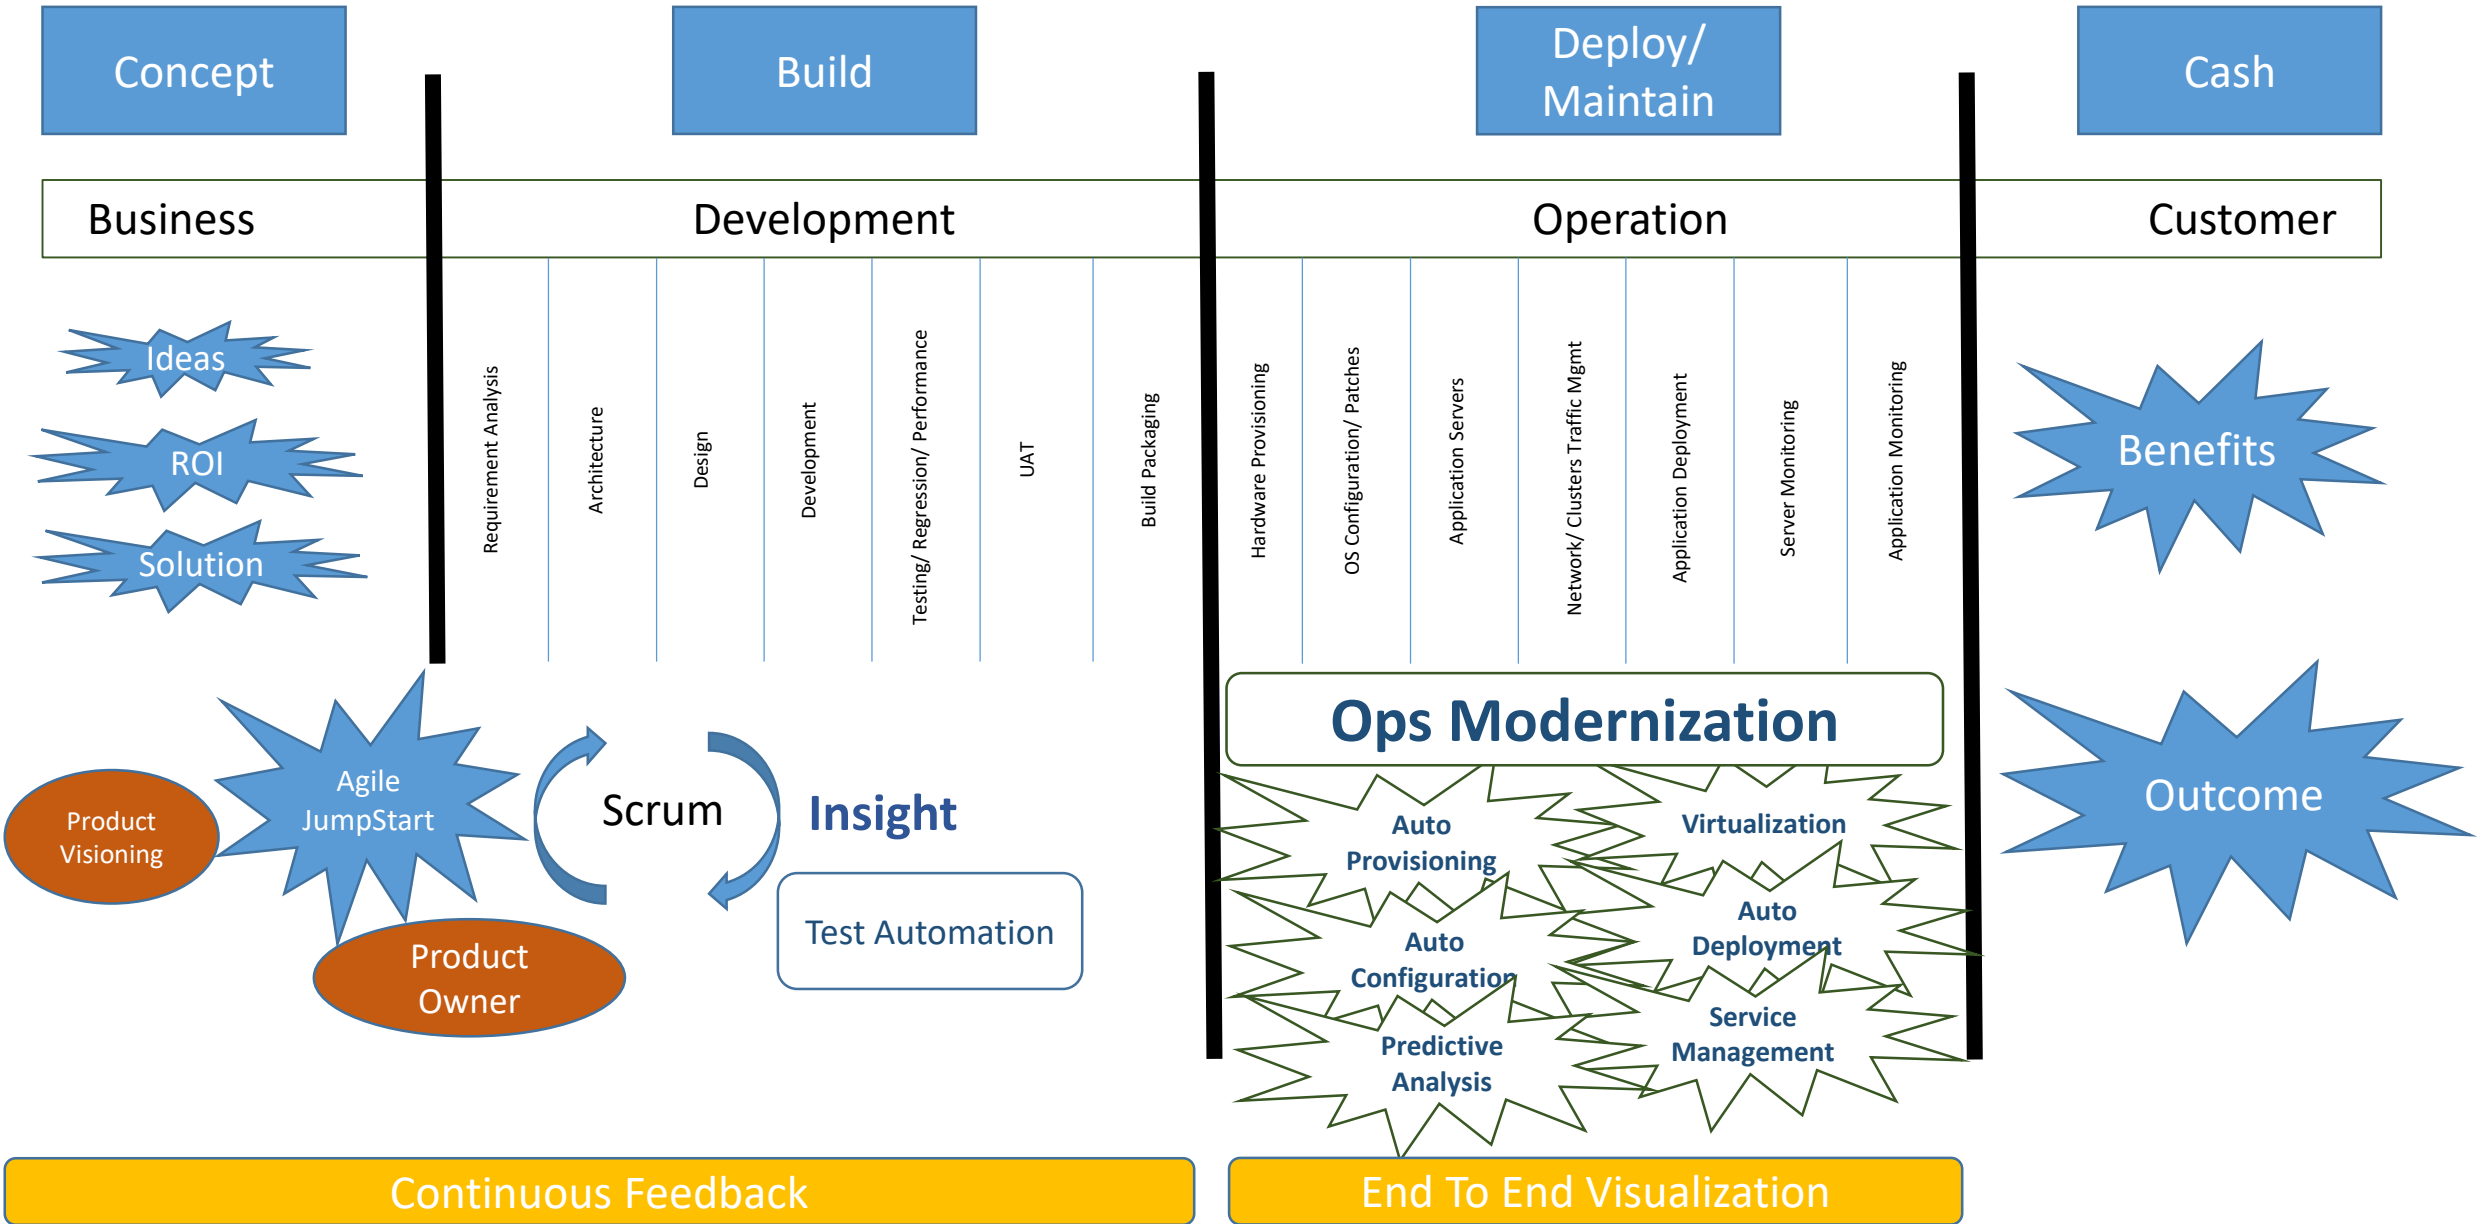 Concept
Build
Deploy/
Maintain
Cash
Business
Development
Operation
Customer
Ideas
ROI
Solution
Requirement Analysis
Architecture
Design
Development
Testing/ Regression/ Performance
UAT
Build Packaging
Hardware Provisioning
OS Configuration/ Patches
Application Servers
Network/ Clusters Traffic Mgmt
Application Deployment
Server Monitoring
Application Monitoring
Benefits
Outcome
Product
Visioning
Agile
JumpStart
Product
Owner
Scrum
Insight
Test Automation
Ops Modernization
Auto
Provisioning
Virtualization
Auto
Configuration
Auto
Deployment
Predictive
Analysis
Service
Management
Continuous Feedback
End To End Visualization